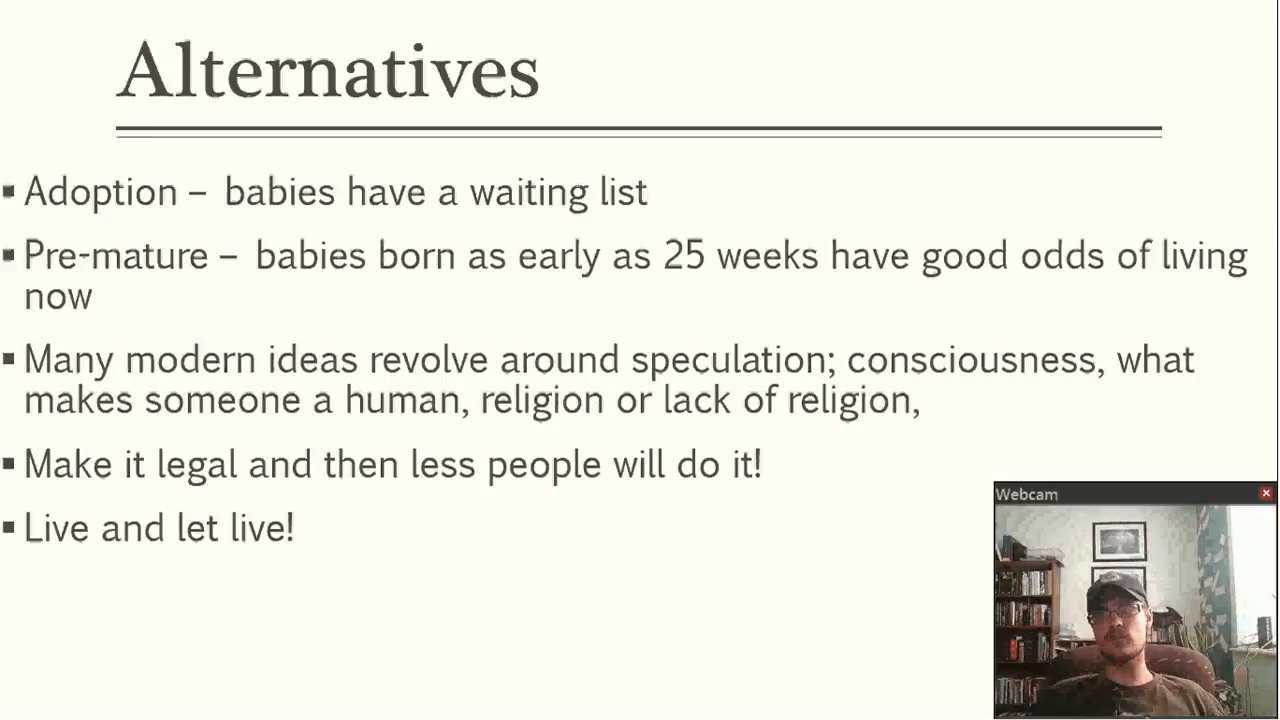 Alternatives
▪ Adoption – babies have a waiting list
▪ Pre-mature – babies born as early as 25 weeks have good odds of living
now
▪ Many modern ideas revolve around speculation; consciousness, what
makes someone a human, religion or lack of religion,
▪ Make it legal and then less people will do it!
▪ Live and let live!
Webcam